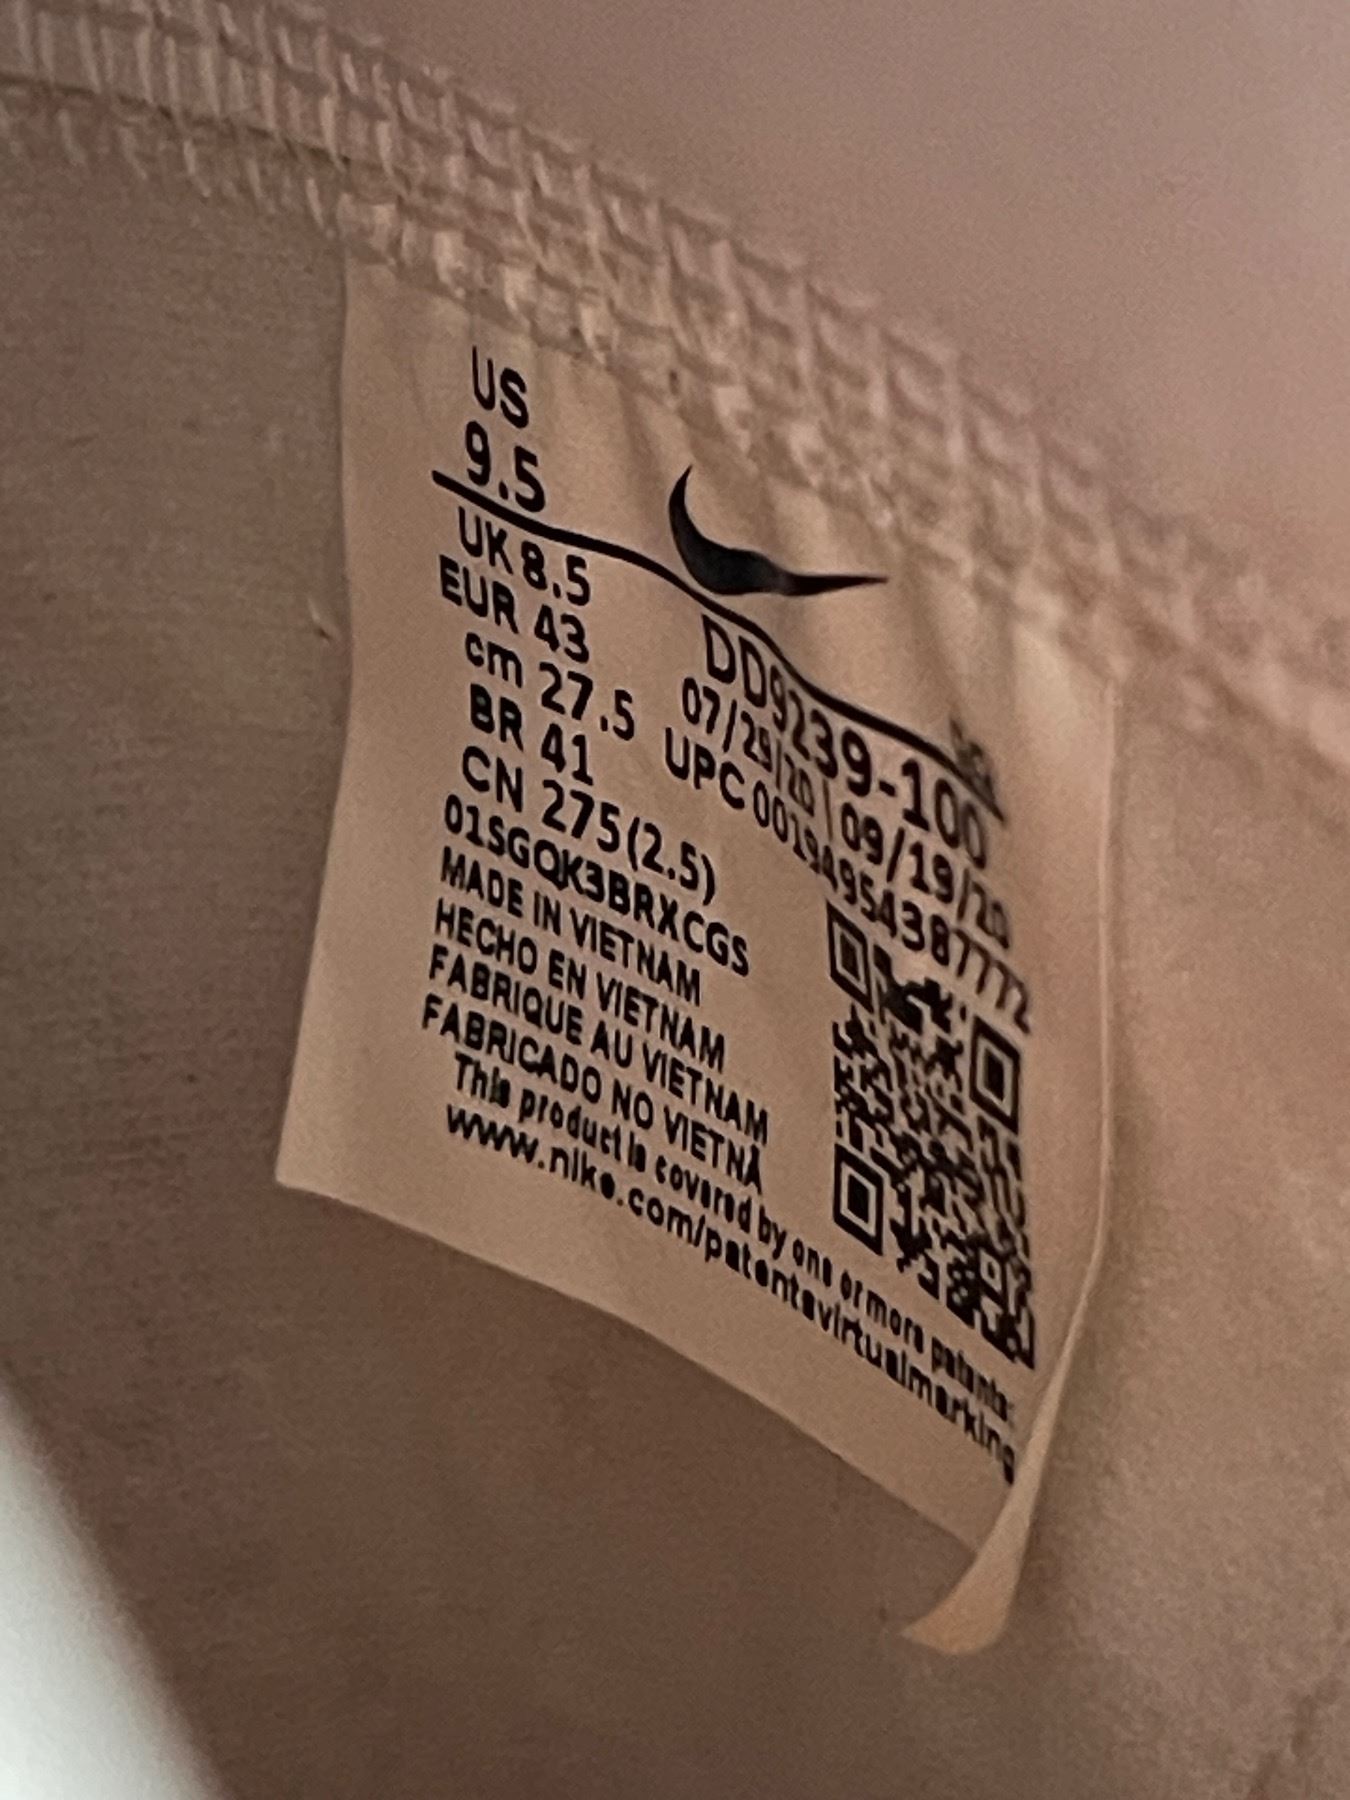 US
9.5
UK 8.5
EUR 43
cm 27.5
BR 41
CN 275(2.5)
DD9239-100
07/29/20 | 09/19/20
UPC 00194954387772
01SGQK3BRXCGS
MADE IN VIETNAM
HECHO EN VIETNAM
FABRIQUE AU VIETNAM
FABRICADO NO VIETNÃ
This product is covered by one or more patents:
www.nike.com/patentsvirtualmarking